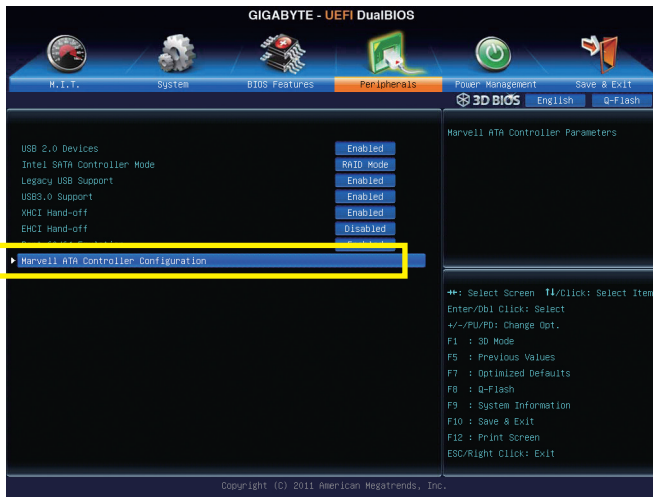 GIGABYTE - UEFI DualBIOS
M.I.T. System BIOS Features Peripherals Power Management Save & Exit
3D BIOS English Q-Flash
Marvell ATA Controller Parameters
USB 2.0 Devices Enabled
Intel SATA Controller Mode RAID Mode
Legacy USB Support Enabled
USB3.0 Support Enabled
XHCI Hand-off Enabled
EHCI Hand-off Disabled
Marvell ATA Controller Configuration
: Select Screen ↑↓/Click: Select Item
Enter/Dbl Click: Select
+/-/PU/PD: Change Opt.
F1 : 3D Mode
F5 : Previous Values
F7 : Optimized Defaults
F8 : Q-Flash
F9 : System Information
F10 : Save & Exit
F12 : Print Screen
ESC/Right Click: Exit
Copyright (C) 2011 American Megatrends, Inc.